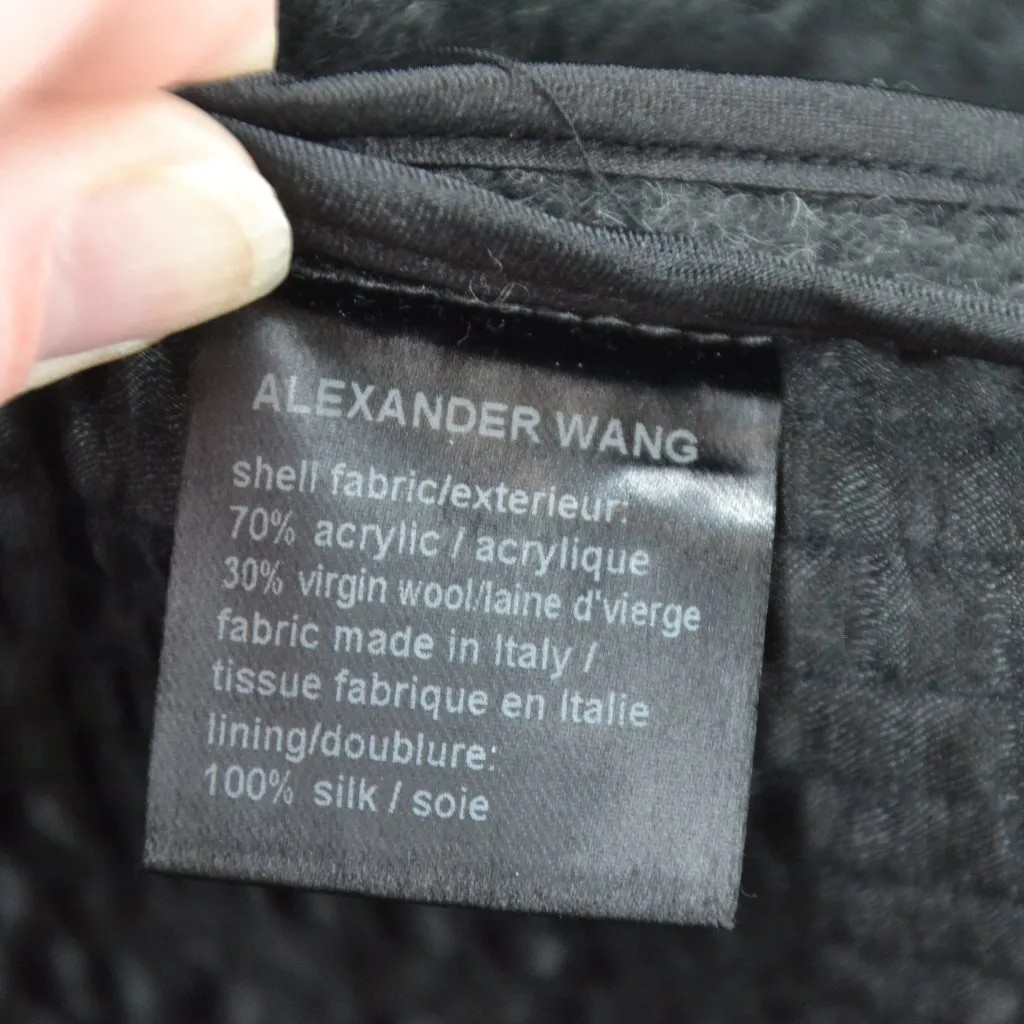 ALEXANDER WANG
shell fabric/exterieur:
70% acrylic / acrylique
30% virgin wool/laine d'vierge
fabric made in Italy /
tissue fabrique en Italie
lining/doublure:
100% silk / soie